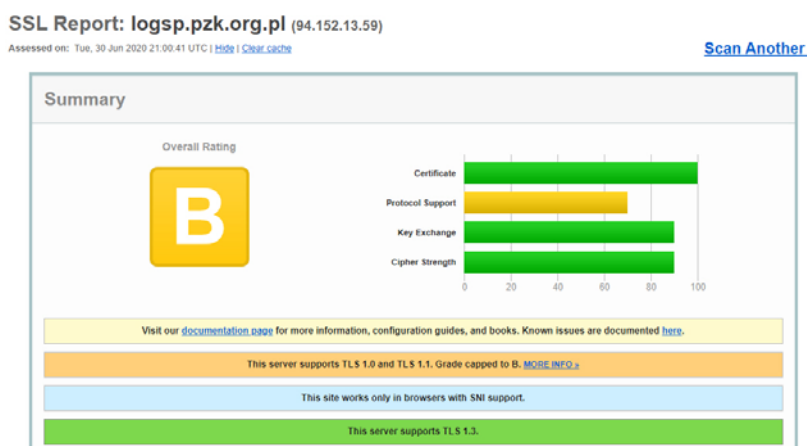 SSL Report: logsp.pzk.org.pl (94.152.13.59)
Assessed on: Tue, 30 Jun 2020 21:00:41 UTC | Hide | Clear cache
Scan Another
Summary
Overall Rating
B
Certificate
Protocol Support
Key Exchange
Cipher Strength
0 20 40 60 80 100
Visit our documentation page for more information, configuration guides, and books. Known issues are documented here.
This server supports TLS 1.0 and TLS 1.1. Grade capped to B. MORE INFO »
This site works only in browsers with SNI support.
This server supports TLS 1.3.